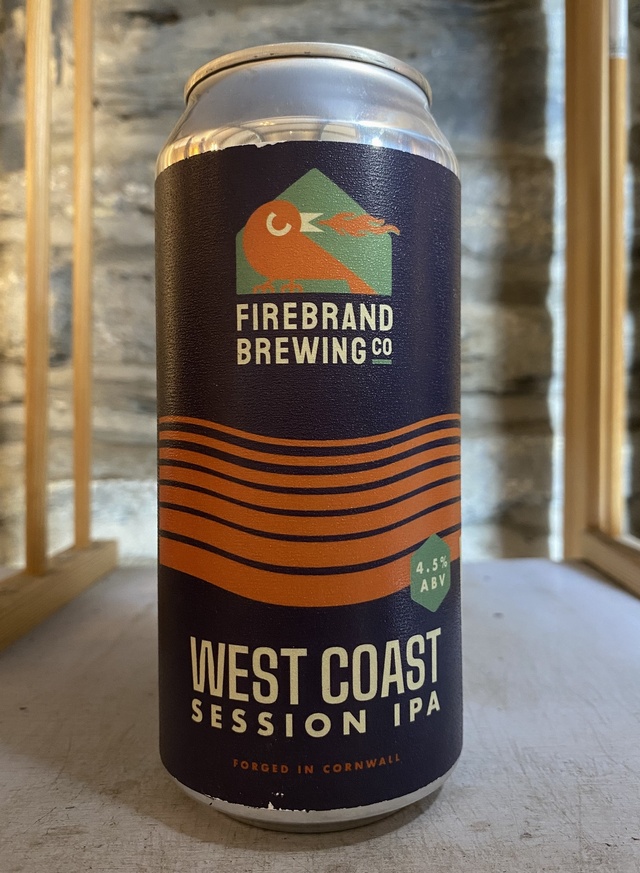 FIREBRAND
BREWING CO
4.5%
ABV
WEST COAST
SESSION IPA
FORGED IN CORNWALL